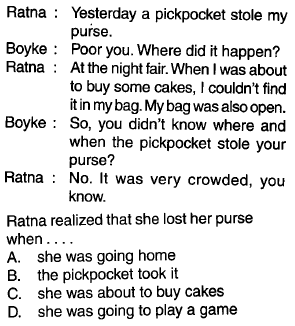 Ratna : Yesterday a pickpocket stole my
purse.
Boyke : Poor you. Where did it happen?
Ratna : At the night fair. When I was about
to buy some cakes, I couldn't find
it in my bag. My bag was also open.
Boyke : So, you didn't know where and
when the pickpocket stole your
purse?
Ratna : No. It was very crowded, you
know.
Ratna realized that she lost her purse
when ....
A. she was going home
B. the pickpocket took it
C. she was about to buy cakes
D. she was going to play a game